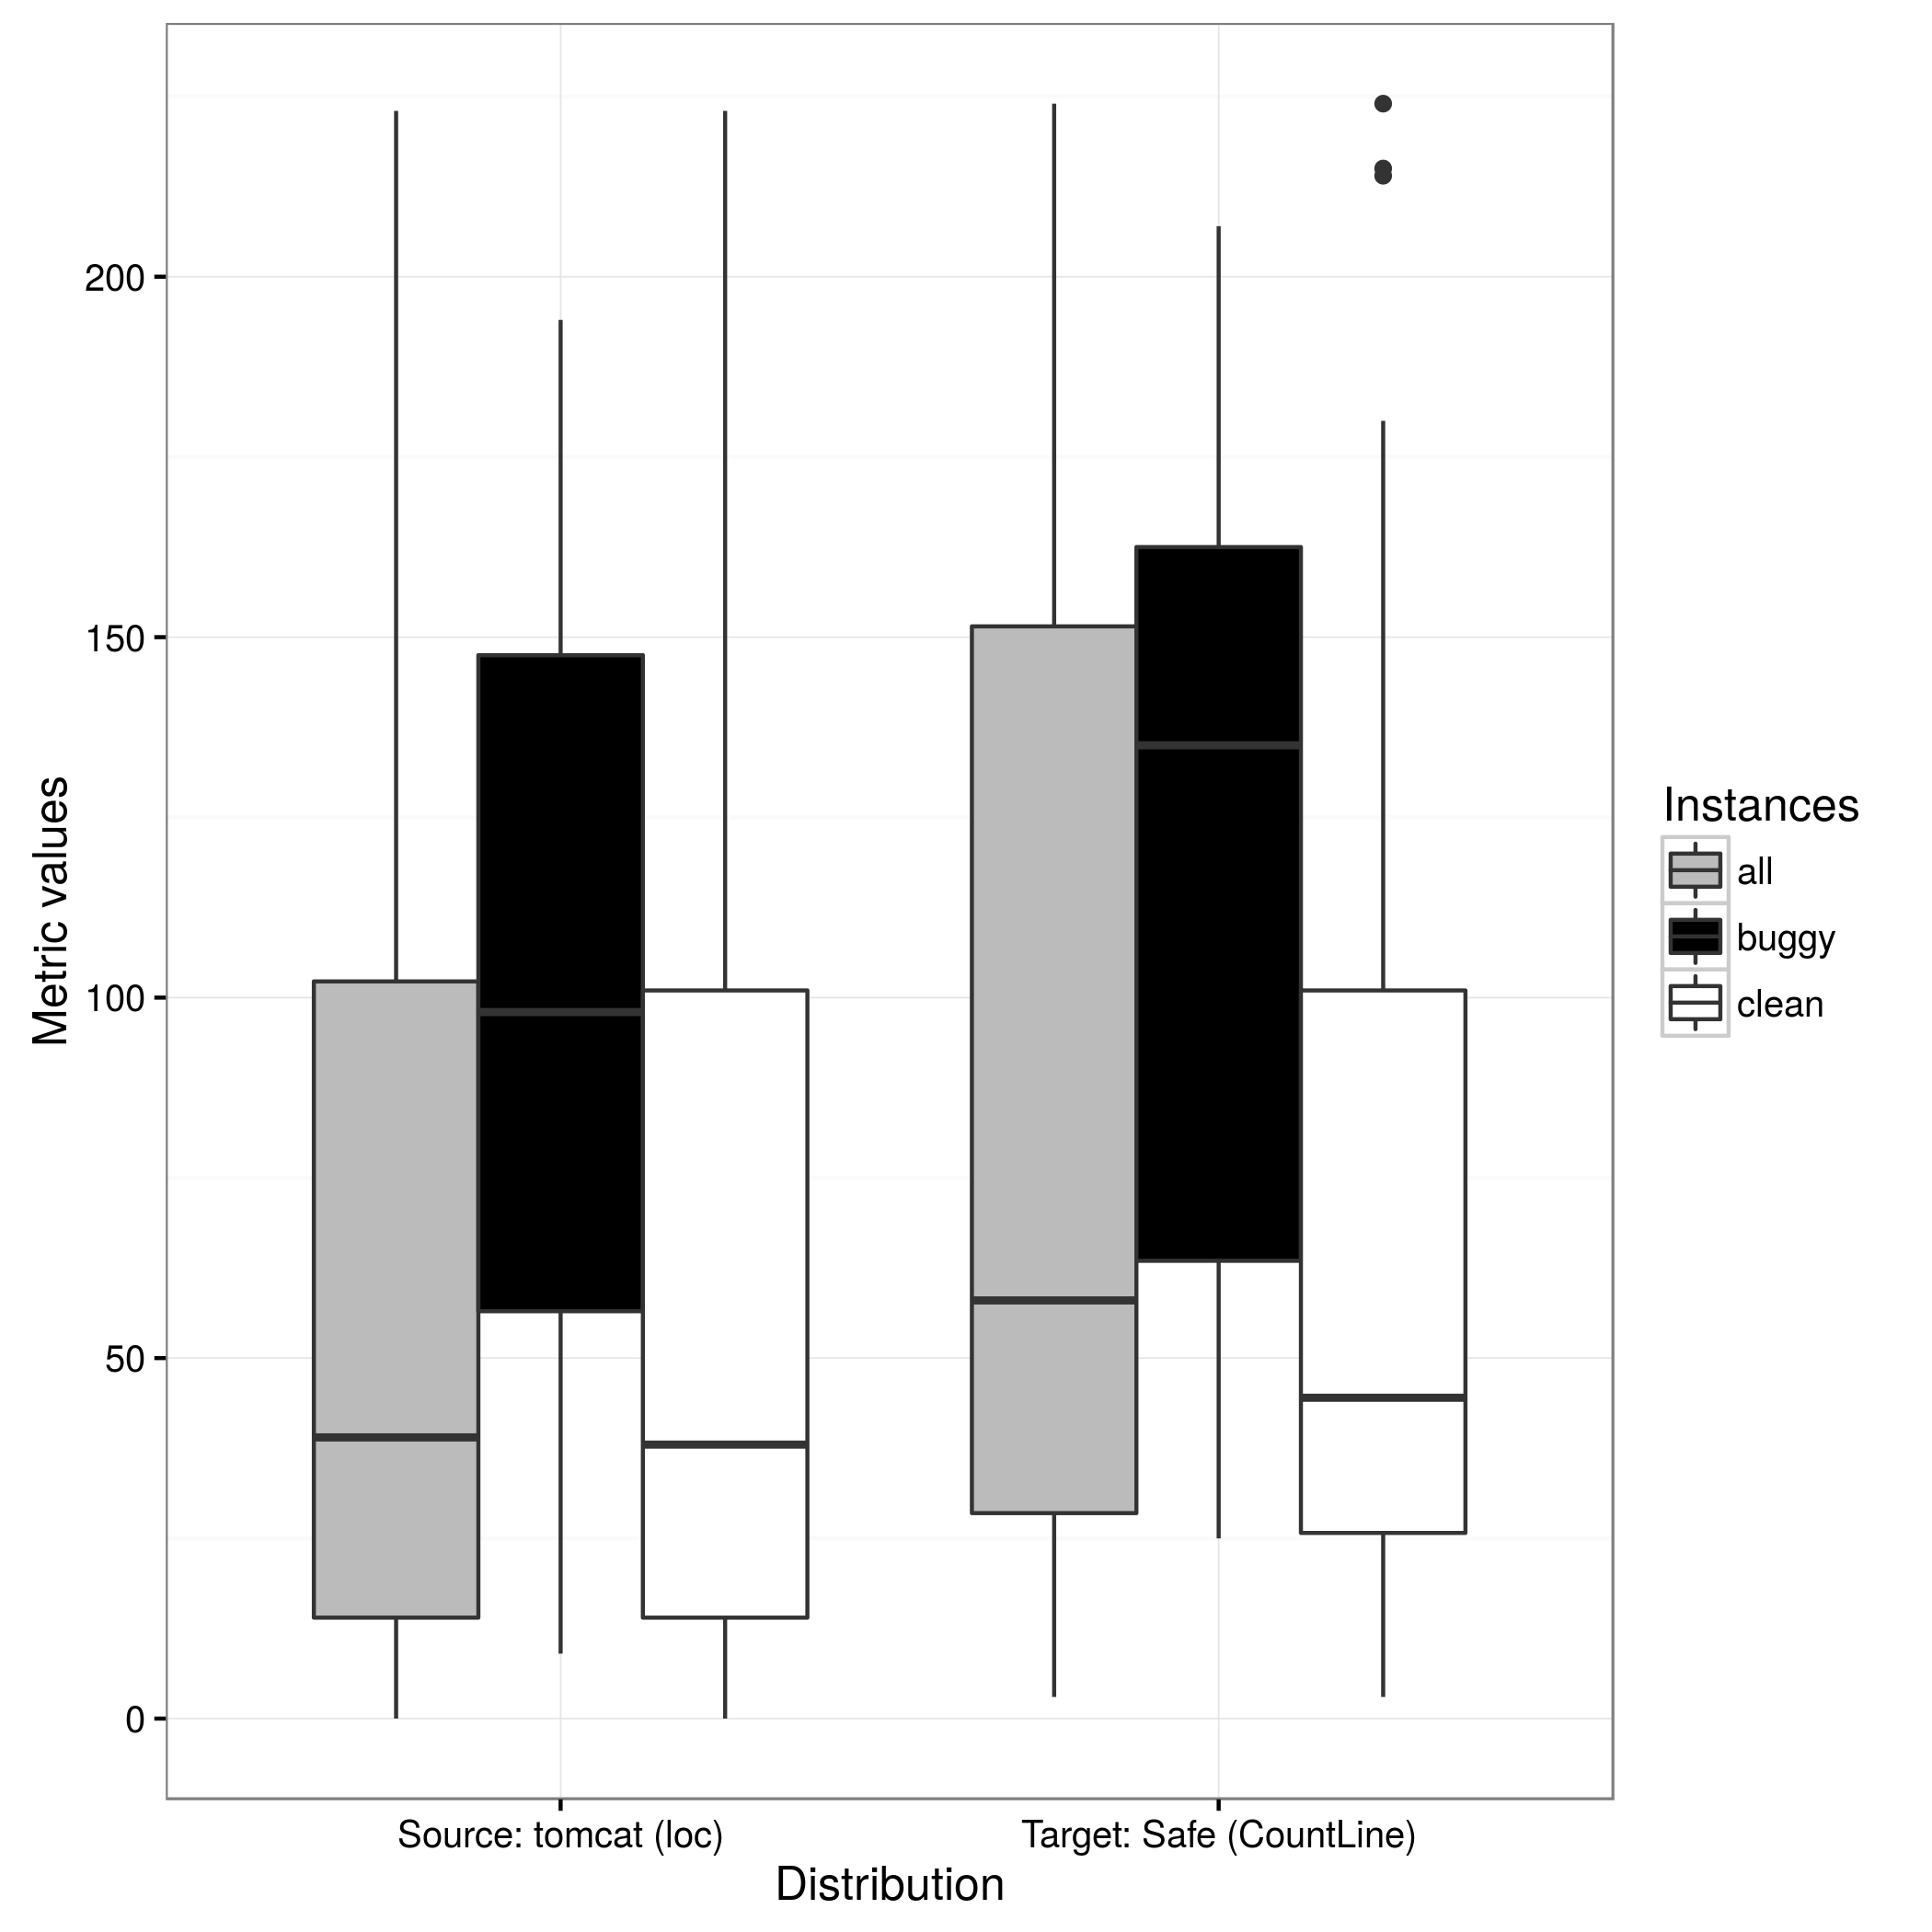 Metric values
200
150
100
50
0
Source: tomcat (loc)
Target: Safe (CountLine)
Distribution
Instances
all
buggy
clean